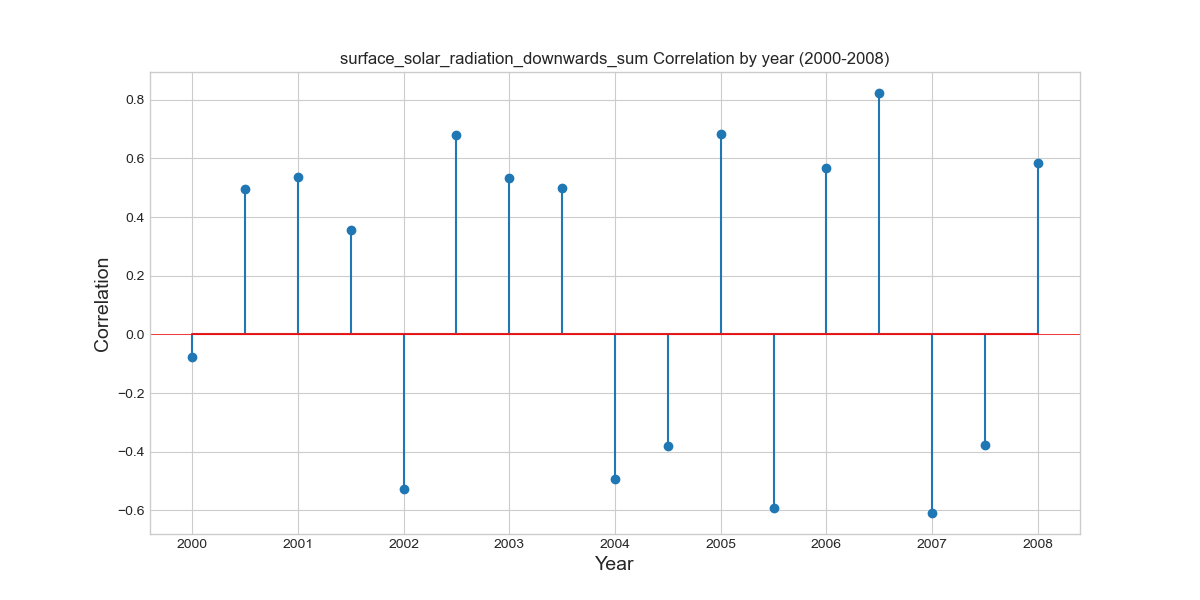 surface_solar_radiation_downwards_sum Correlation by year (2000-2008)
0.8
0.6
0.4
0.2
0.0
−0.2
−0.4
−0.6
Correlation
2000 2001 2002 2003 2004 2005 2006 2007 2008
Year